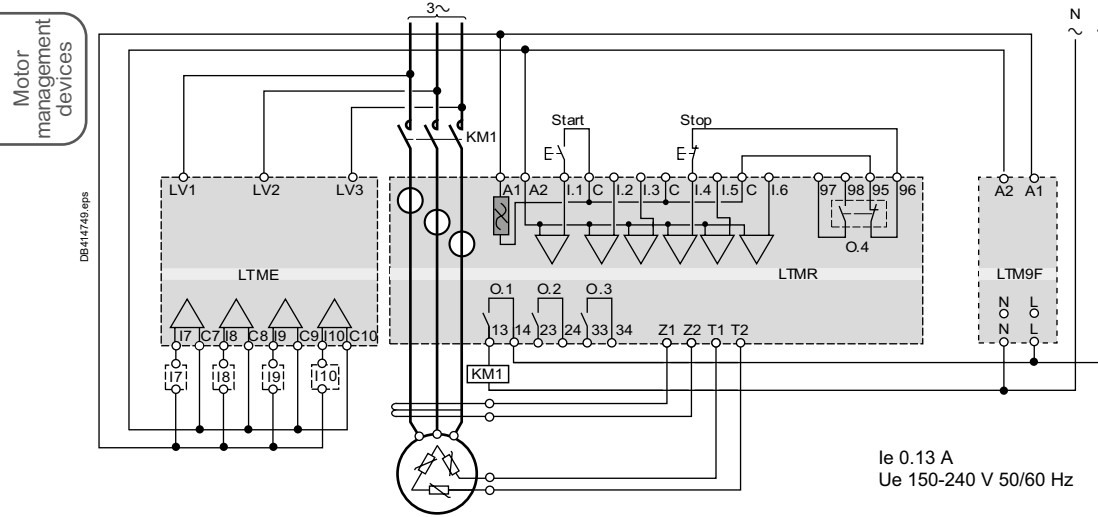 3~
N
~
Motor
management
devices
DB414749.eps
Start
Stop
KM1
LV1 LV2 LV3
A1 A2 I.1 C I.2 I.3 C I.4 I.5 C I.6 97 98 95 96
A2 A1
O.4
LTME
LTMR
LTM9F
O.1 O.2 O.3
N L
I7 C7 I8 C8 I9 C9 I10 C10
13 14 23 24 33 34 Z1 Z2 T1 T2
N L
I7 I8 I9 I10
KM1
Ie 0.13 A
Ue 150-240 V 50/60 Hz